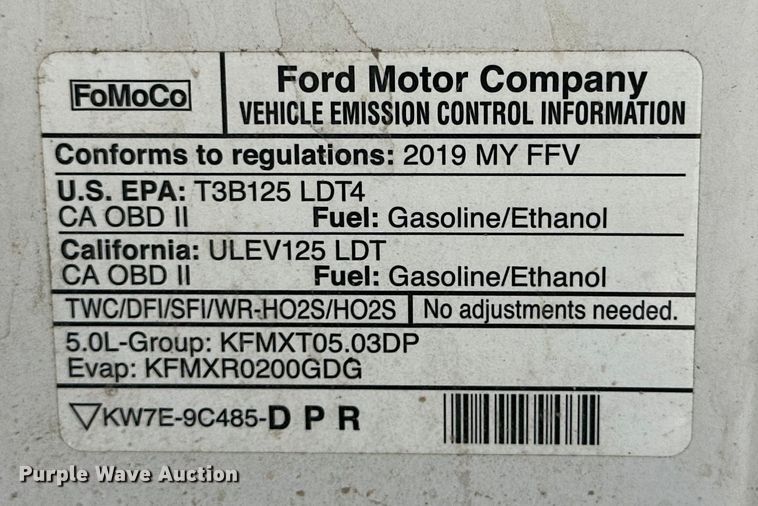 FoMoCo
Ford Motor Company
VEHICLE EMISSION CONTROL INFORMATION
Conforms to regulations: 2019 MY FFV
U.S. EPA: T3B125 LDT4
CA OBD II Fuel: Gasoline/Ethanol
California: ULEV125 LDT
CA OBD II Fuel: Gasoline/Ethanol
TWC/DFI/SFI/WR-HO2S/HO2S No adjustments needed.
5.0L-Group: KFMXT05.03DP
Evap: KFMXR0200GDG
KW7E-9C485-D P R
Purple Wave Auction